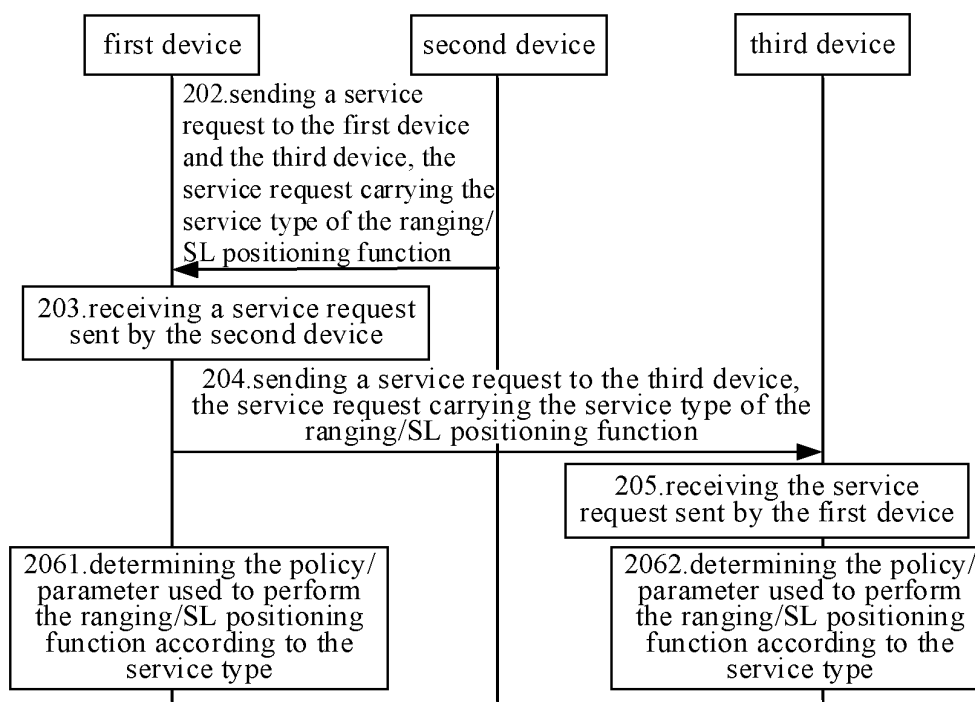 first device
second device
third device
202.sending a service
request to the first device
and the third device, the
service request carrying the
service type of the ranging/
SL positioning function
203.receiving a service request
sent by the second device
204.sending a service request to the third device,
the service request carrying the service type of the
ranging/SL positioning function
205.receiving the service
request sent by the first device
2061.determining the policy/
parameter used to perform
the ranging/SL positioning
function according to the
service type
2062.determining the policy/
parameter used to perform
the ranging/SL positioning
function according to the
service type